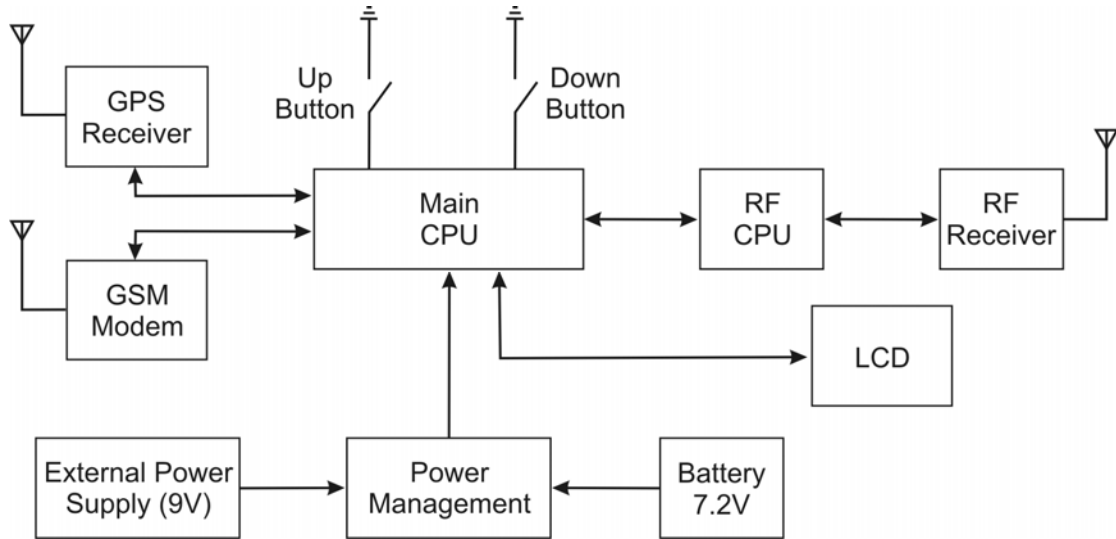 Up
Button
Down
Button
GPS
Receiver
Main
CPU
RF
CPU
RF
Receiver
GSM
Modem
LCD
External Power
Supply (9V)
Power
Management
Battery
7.2V